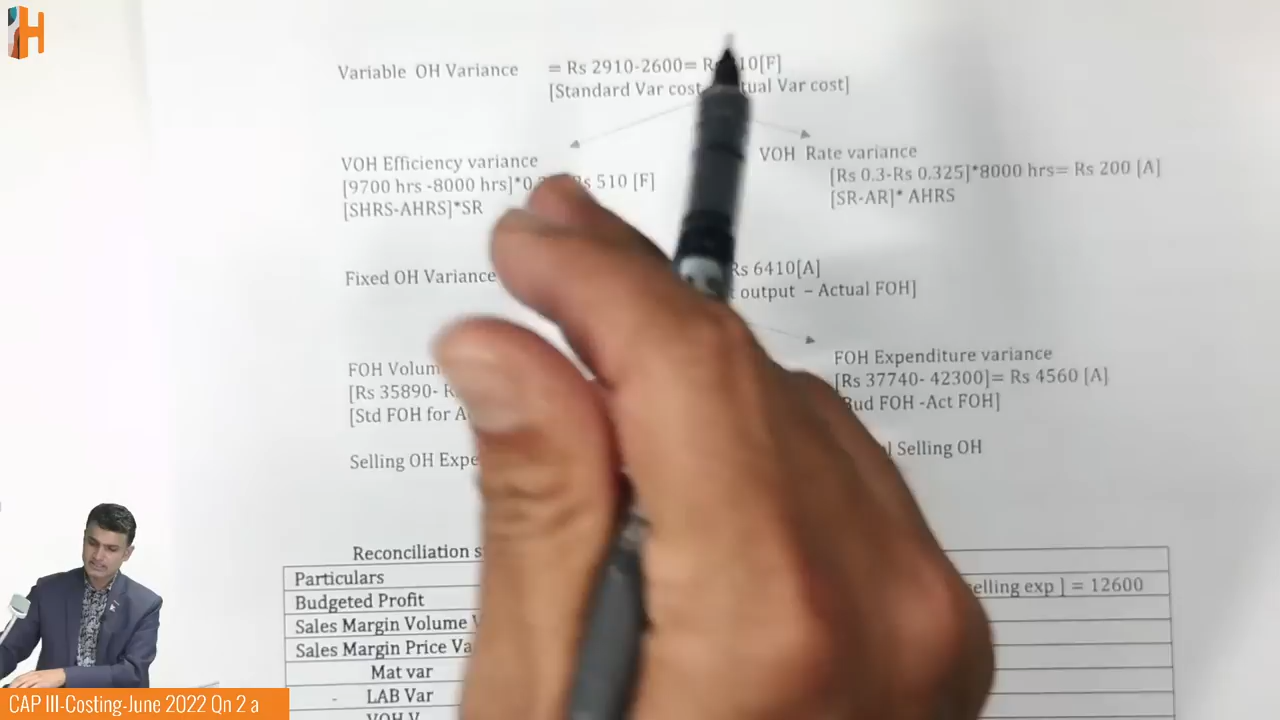 H
Variable OH Variance = Rs 2910-2600= Rs 310[F]
[Standard Var cost Actual Var cost]
VOH Efficiency variance
[9700 hrs -8000 hrs]*0. Rs 510 [F]
[SHRS-AHRS]*SR
VOH Rate variance
[Rs 0.3-Rs 0.325]*8000 hrs= Rs 200 [A]
[SR-AR]* AHRS
Fixed OH Variance Rs 6410[A]
output – Actual FOH]
FOH Volum
[Rs 35890-
[Std FOH for A
FOH Expenditure variance
[Rs 37740- 42300]= Rs 4560 [A]
Bud FOH -Act FOH]
Selling OH Expe Selling OH
Reconciliation s
Particulars
Budgeted Profit elling exp ] = 12600
Sales Margin Volume V
Sales Margin Price Va
Mat var
- LAB Var
VOH V
CAP III-Costing-June 2022 Qn 2 a